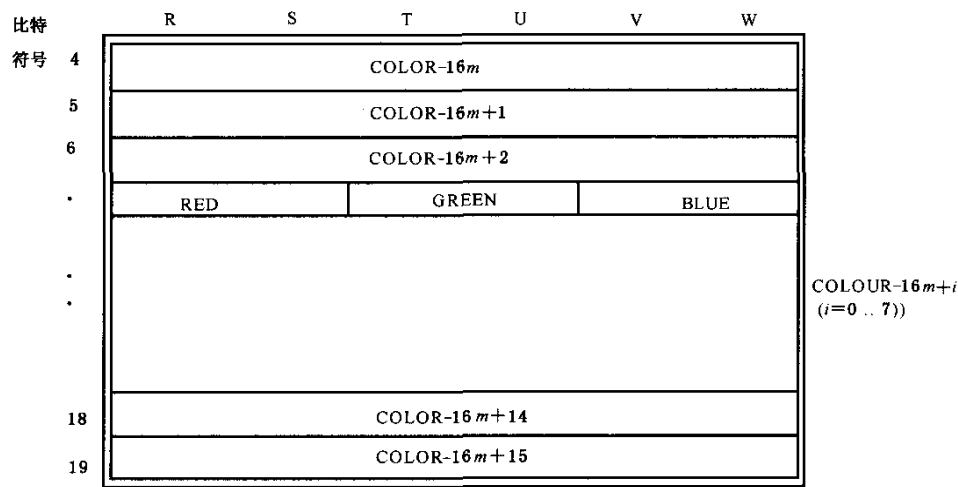 比特 R S T U V W
符号 4 COLOR-16m
5 COLOR-16m+1
6 COLOR-16m+2
· RED GREEN BLUE
·
· COLOUR-16m+i
(i=0 .. 7))
18 COLOR-16m+14
19 COLOR-16m+15